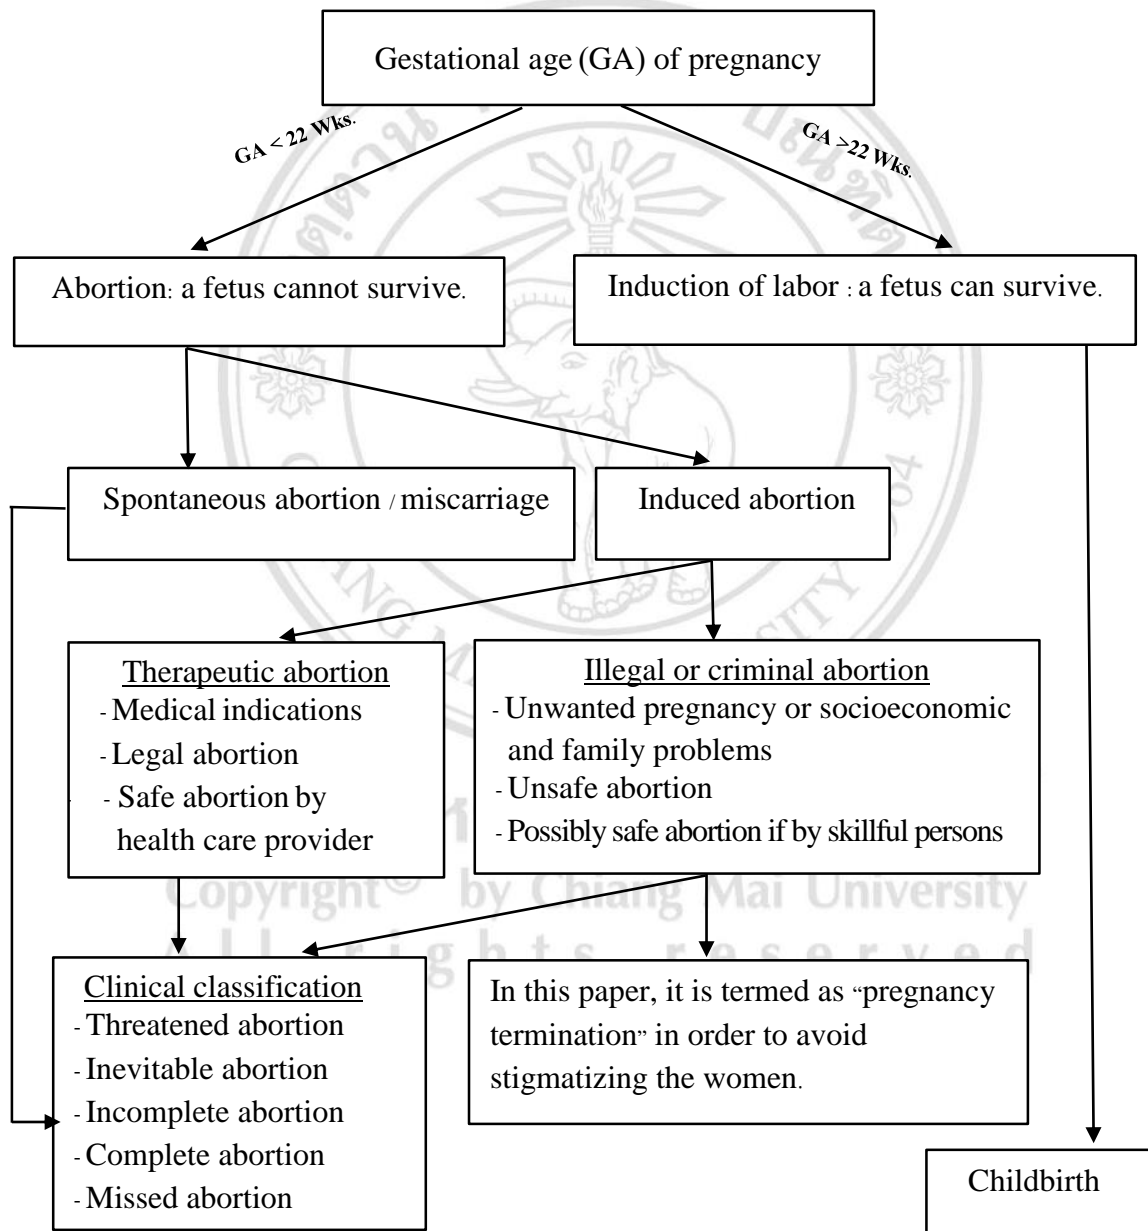 Gestational age (GA) of pregnancy
GA < 22 Wks.
GA >22 Wks.
Abortion: a fetus cannot survive.
Induction of labor : a fetus can survive.
Spontaneous abortion / miscarriage
Induced abortion
Therapeutic abortion
- Medical indications
- Legal abortion
- - Safe abortion by
health care provider
Illegal or criminal abortion
- Unwanted pregnancy or socioeconomic
and family problems
- Unsafe abortion
- Possibly safe abortion if by skillful persons
Copyright© by Chiang Mai University
All rights reserved
Clinical classification
- Threatened abortion
- Inevitable abortion
- Incomplete abortion
- Complete abortion
- Missed abortion
In this paper, it is termed as “pregnancy
termination” in order to avoid
stigmatizing the women.
Childbirth